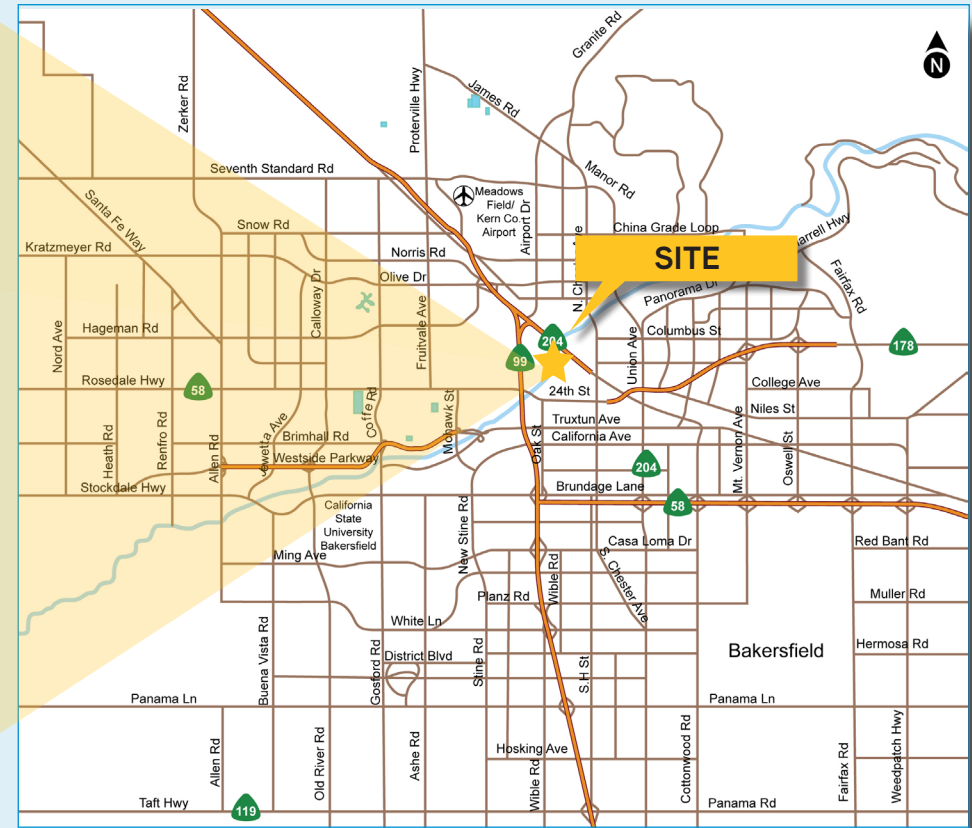 Granite Rd
N
Zerker Rd
Proterville Hwy
James Rd
Seventh Standard Rd
Manor Rd
Meadows
Field/
Kern Co
Airport
Airport Dr
Santa Fe Way
Snow Rd
China Grade Loop
Kratzmeyer Rd
Norris Rd
SITE
Olive Dr
Fairfax Rd
Calloway Dr
Panorama
Nord Ave
Hageman Rd
Fruitvale Ave
204
Union Ave
Columbus St
178
99
Rosedale Hwy
58
24th St
College Ave
Niles St
Truxtun Ave
California Ave
Heath Rd
Renfro Rd
Allen Rd
Brimhall Rd
Mohawk St
Oak St
Mt. Vernon Ave
Oswell St
Westside Parkway
204
Stockdale Hwy
Brundage Lane
58
California
State
University
Bakersfield
New Stine Rd
Casa Loma Dr
Red Bant Rd
Ming Ave
Wible Rd
S. Chester Ave
Planz Rd
Muller Rd
White Ln
Buena Vista Rd
Gosford Rd
District Blvd
Stine Rd
S.H St
Bakersfield
Hermosa Rd
Panama Ln
Panama Ln
Allen Rd
Old River Rd
Ashe Rd
Hosking Ave
Wible Rd
Cottonwood Rd
Fairfax Rd
Weedpatch Hwy
Taft Hwy
119
Panama Rd